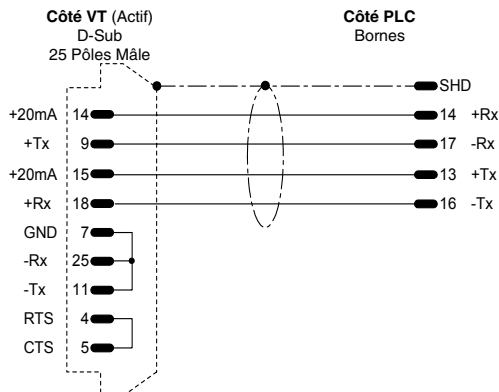 Côté VT (Actif)
D-Sub
25 Pôles Mâle
Côté PLC
Bornes
SHD
+20mA 14 14 +Rx
+Tx 9 17 -Rx
+20mA 15 13 +Tx
+Rx 18 16 -Tx
GND 7
-Rx 25
-Tx 11
RTS 4
CTS 5